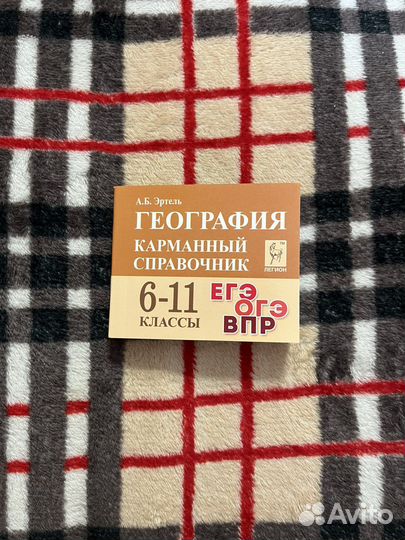 А.Б. Эртель
ГЕОГРАФИЯ
КАРМАННЫЙ
СПРАВОЧНИК
ЛЕГИОН
6-11
КЛАССЫ
ЕГЭ
ОГЭ
ВПР
Avito